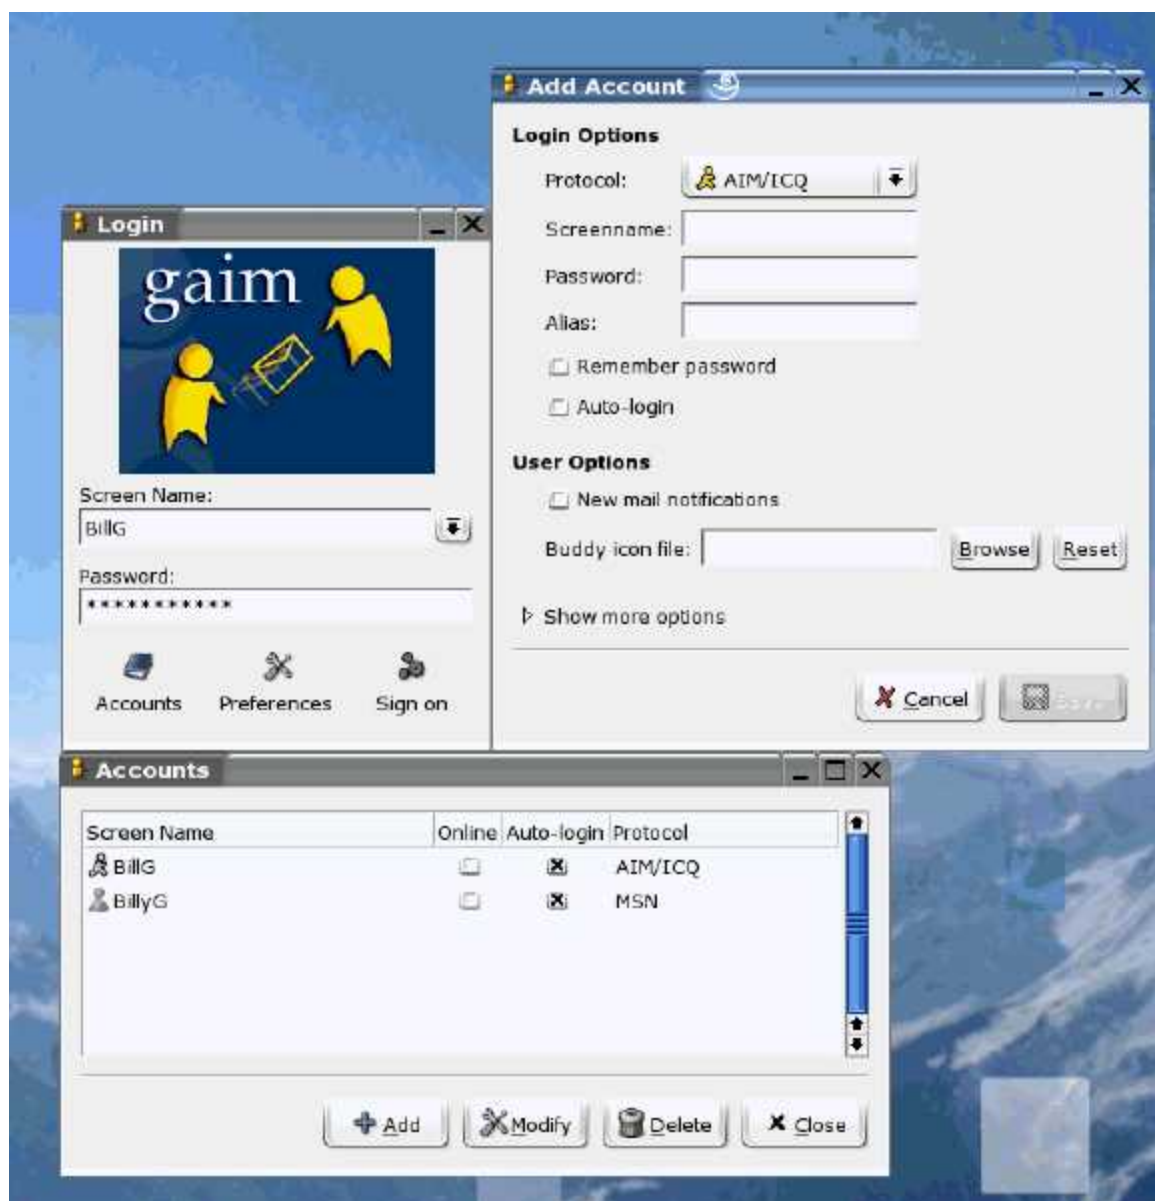 Add Account
Login Options
Protocol: AIM/ICQ
Screenname:
Password:
Alias:
Remember password
Auto-login
User Options
New mail notifications
Buddy icon file: Browse Reset
Show more options
Cancel Save
Login
gaim
Screen Name:
BillG
Password:
***********
Accounts Preferences Sign on
Accounts
Screen Name Online Auto-login Protocol
BillG AIM/ICQ
BillyG MSN
Add Modify Delete Close